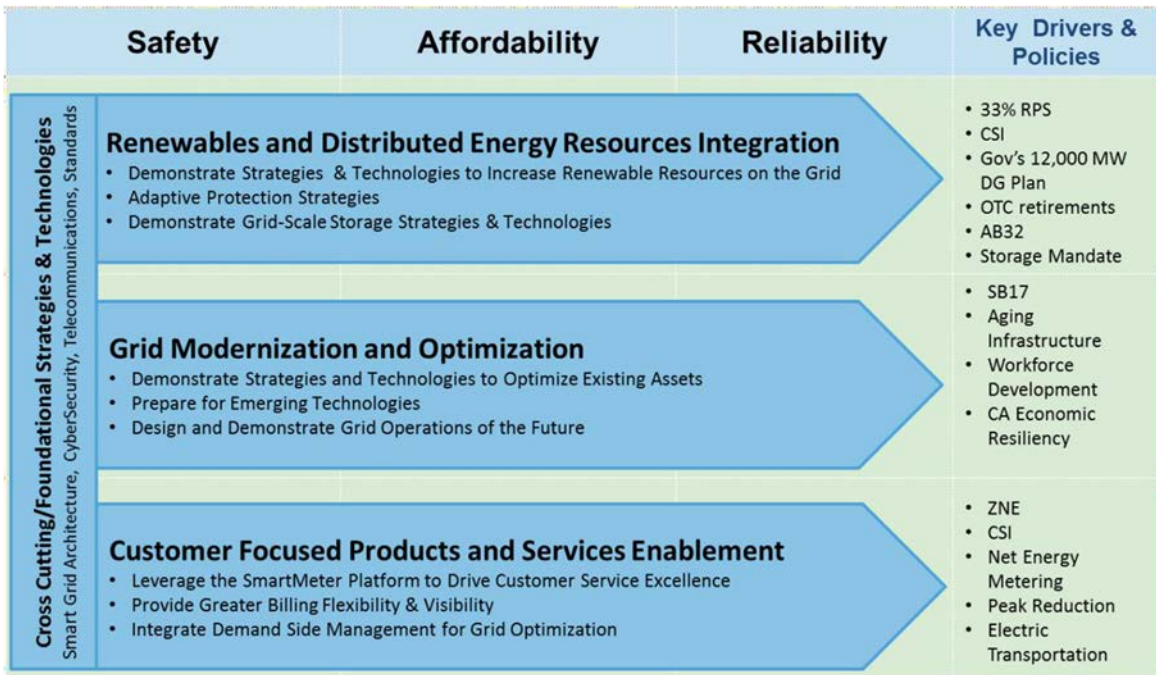 Safety Affordability Reliability Key Drivers &
Policies
Cross Cutting/Foundational Strategies & Technologies
Smart Grid Architecture, CyberSecurity, Telecommunications, Standards
Renewables and Distributed Energy Resources Integration
• Demonstrate Strategies & Technologies to Increase Renewable Resources on the Grid
• Adaptive Protection Strategies
• Demonstrate Grid-Scale Storage Strategies & Technologies
• 33% RPS
• CSI
• Gov's 12,000 MW
DG Plan
• OTC retirements
• AB32
• Storage Mandate
Grid Modernization and Optimization
• Demonstrate Strategies and Technologies to Optimize Existing Assets
• Prepare for Emerging Technologies
• Design and Demonstrate Grid Operations of the Future
• SB17
• Aging
Infrastructure
• Workforce
Development
• CA Economic
Resiliency
Customer Focused Products and Services Enablement
• Leverage the SmartMeter Platform to Drive Customer Service Excellence
• Provide Greater Billing Flexibility & Visibility
• Integrate Demand Side Management for Grid Optimization
• ZNE
• CSI
• Net Energy
Metering
• Peak Reduction
• Electric
Transportation